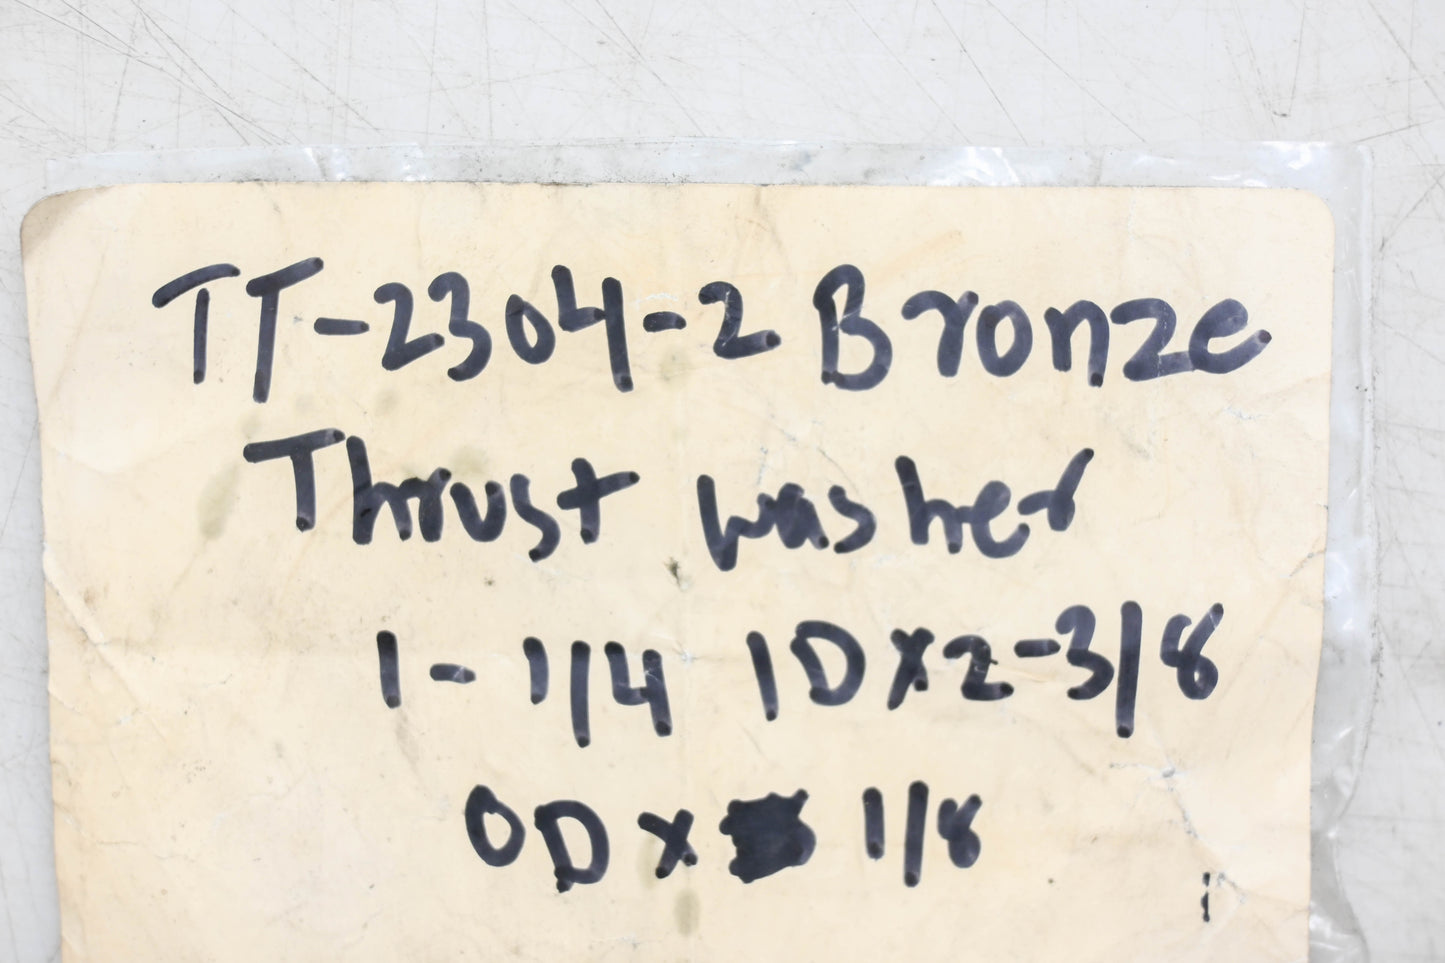 TT-2304-2 Bronze
Thrust washer
1-1/4 ID X 2-3/8
OD X 1/8